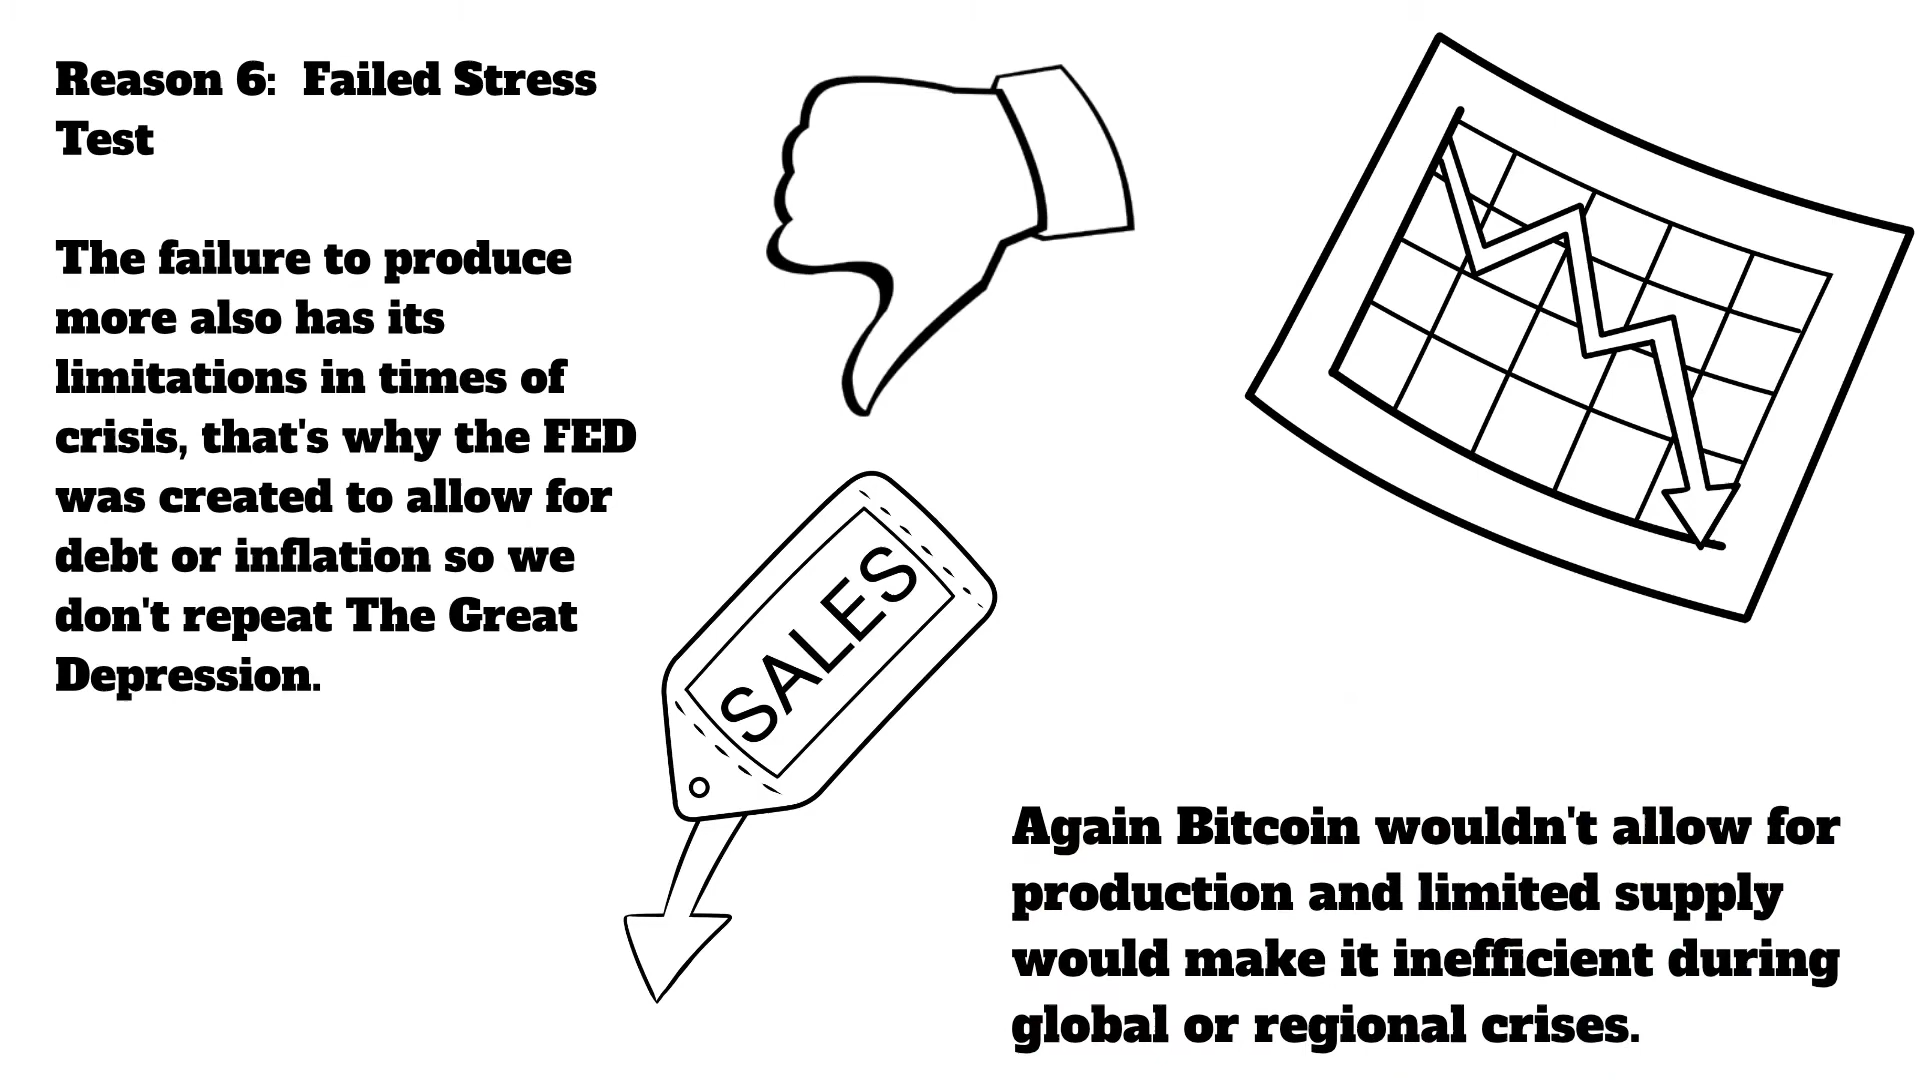 Reason 6:  Failed Stress
Test
The failure to produce
more also has its
limitations in times of
crisis, that's why the FED
was created to allow for
debt or inflation so we
don't repeat The Great
Depression.
SALES
Again Bitcoin wouldn't allow for
production and limited supply
would make it inefficient during
global or regional crises.